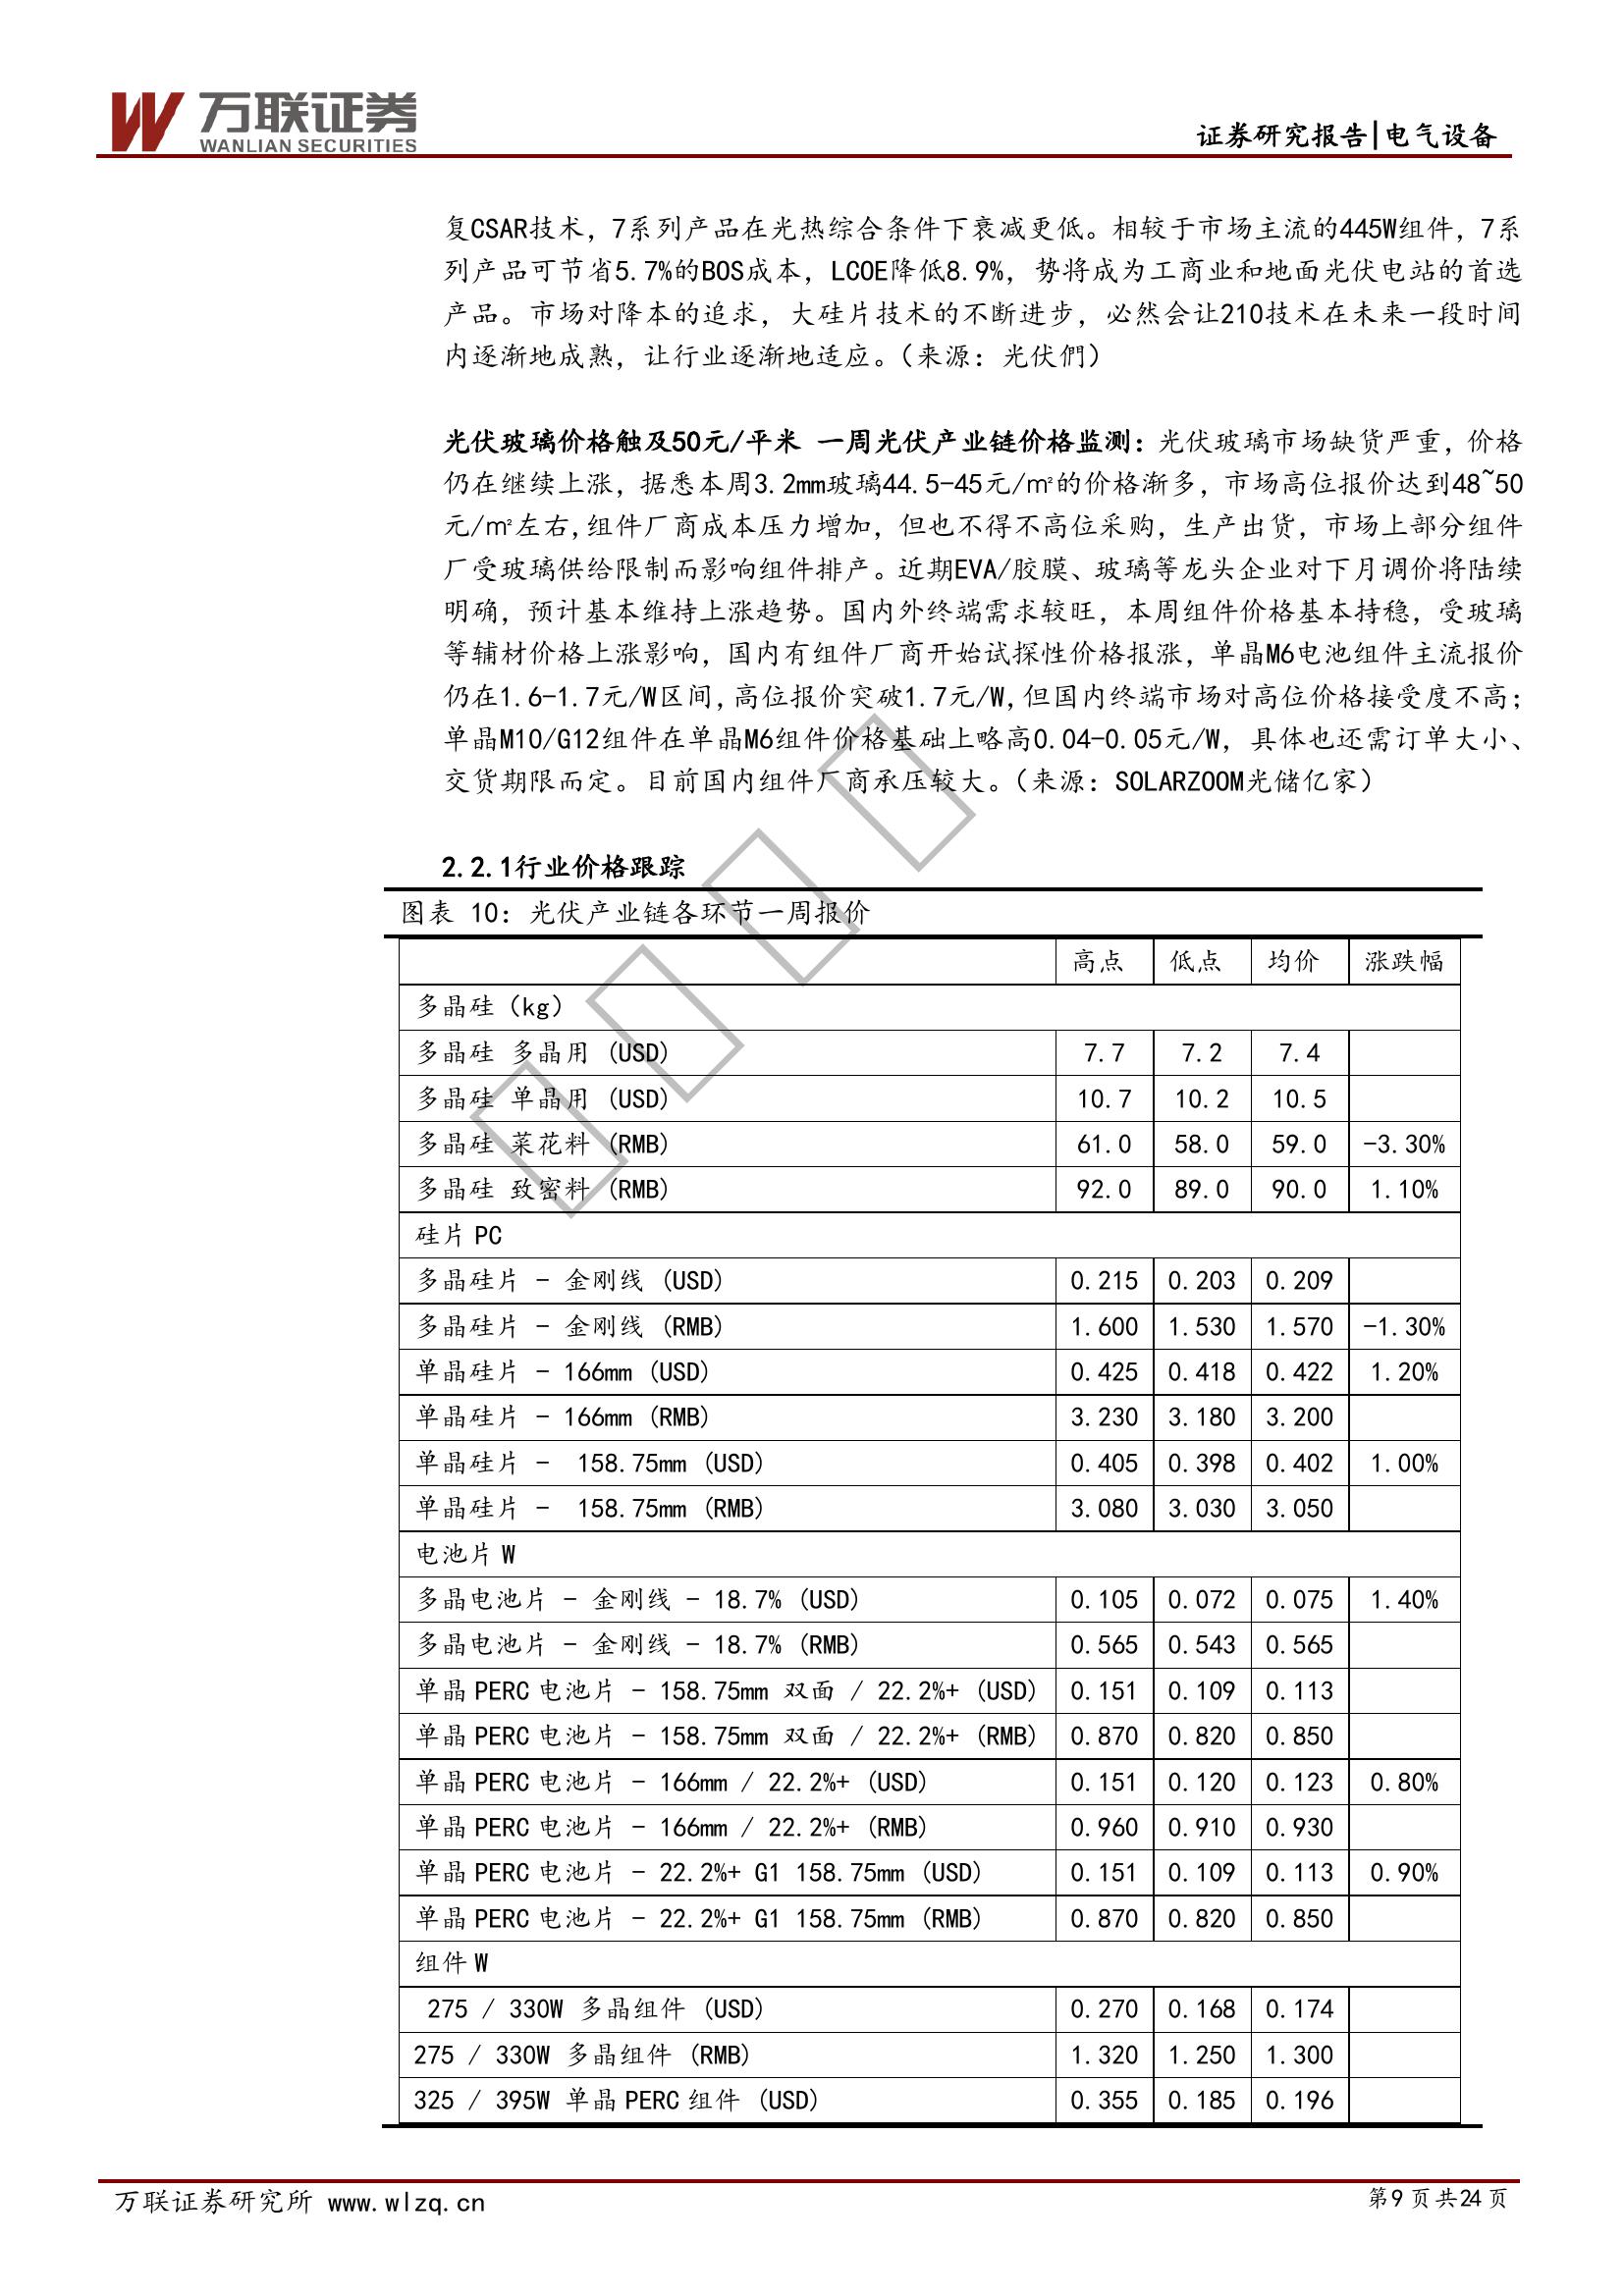 万联证券
WANLIAN SECURITIES
证券研究报告|电气设备
复CSAR技术，7系列产品在光热综合条件下衰减更低。相较于市场主流的445W组件，7系
列产品可节省5.7%的BOS成本，LCOE降低8.9%，势将成为工商业和地面光伏电站的首选
产品。市场对降本的追求，大硅片技术的不断进步，必然会让210技术在未来一段时间
内逐渐地成熟，让行业逐渐地适应。（来源：光伏們）
光伏玻璃价格触及50元/平米 一周光伏产业链价格监测：光伏玻璃市场缺货严重，价格
仍在继续上涨，据悉本周3.2mm玻璃44.5-45元/㎡的价格渐多，市场高位报价达到48~50
元/㎡左右,组件厂商成本压力增加，但也不得不高位采购，生产出货，市场上部分组件
厂受玻璃供给限制而影响组件排产。近期EVA/胶膜、玻璃等龙头企业对下月调价将陆续
明确，预计基本维持上涨趋势。国内外终端需求较旺，本周组件价格基本持稳，受玻璃
等辅材价格上涨影响，国内有组件厂商开始试探性价格报涨，单晶M6电池组件主流报价
仍在1.6-1.7元/W区间,高位报价突破1.7元/W,但国内终端市场对高位价格接受度不高；
单晶M10/G12组件在单晶M6组件价格基础上略高0.04-0.05元/W，具体也还需订单大小、
交货期限而定。目前国内组件厂商承压较大。（来源：SOLARZOOM光储亿家）
2.2.1行业价格跟踪
图表 10：光伏产业链各环节一周报价
高点 低点 均价 涨跌幅
多晶硅（kg）
多晶硅 多晶用 (USD) 7.7 7.2 7.4
多晶硅 单晶用 (USD) 10.7 10.2 10.5
多晶硅 菜花料 (RMB) 61.0 58.0 59.0 -3.30%
多晶硅 致密料 (RMB) 92.0 89.0 90.0 1.10%
硅片 PC
多晶硅片 - 金刚线 (USD) 0.215 0.203 0.209
多晶硅片 - 金刚线 (RMB) 1.600 1.530 1.570 -1.30%
单晶硅片 - 166mm (USD) 0.425 0.418 0.422 1.20%
单晶硅片 - 166mm (RMB) 3.230 3.180 3.200
单晶硅片 - 158.75mm (USD) 0.405 0.398 0.402 1.00%
单晶硅片 - 158.75mm (RMB) 3.080 3.030 3.050
电池片 W
多晶电池片 - 金刚线 - 18.7% (USD) 0.105 0.072 0.075 1.40%
多晶电池片 - 金刚线 - 18.7% (RMB) 0.565 0.543 0.565
单晶 PERC 电池片 - 158.75mm 双面 / 22.2%+ (USD) 0.151 0.109 0.113
单晶 PERC 电池片 - 158.75mm 双面 / 22.2%+ (RMB) 0.870 0.820 0.850
单晶 PERC 电池片 - 166mm / 22.2%+ (USD) 0.151 0.120 0.123 0.80%
单晶 PERC 电池片 - 166mm / 22.2%+ (RMB) 0.960 0.910 0.930
单晶 PERC 电池片 - 22.2%+ G1 158.75mm (USD) 0.151 0.109 0.113 0.90%
单晶 PERC 电池片 - 22.2%+ G1 158.75mm (RMB) 0.870 0.820 0.850
组件 W
275 / 330W 多晶组件 (USD) 0.270 0.168 0.174
275 / 330W 多晶组件 (RMB) 1.320 1.250 1.300
325 / 395W 单晶 PERC 组件 (USD) 0.355 0.185 0.196
万联证券研究所 www.wlzq.cn
第9页共24页